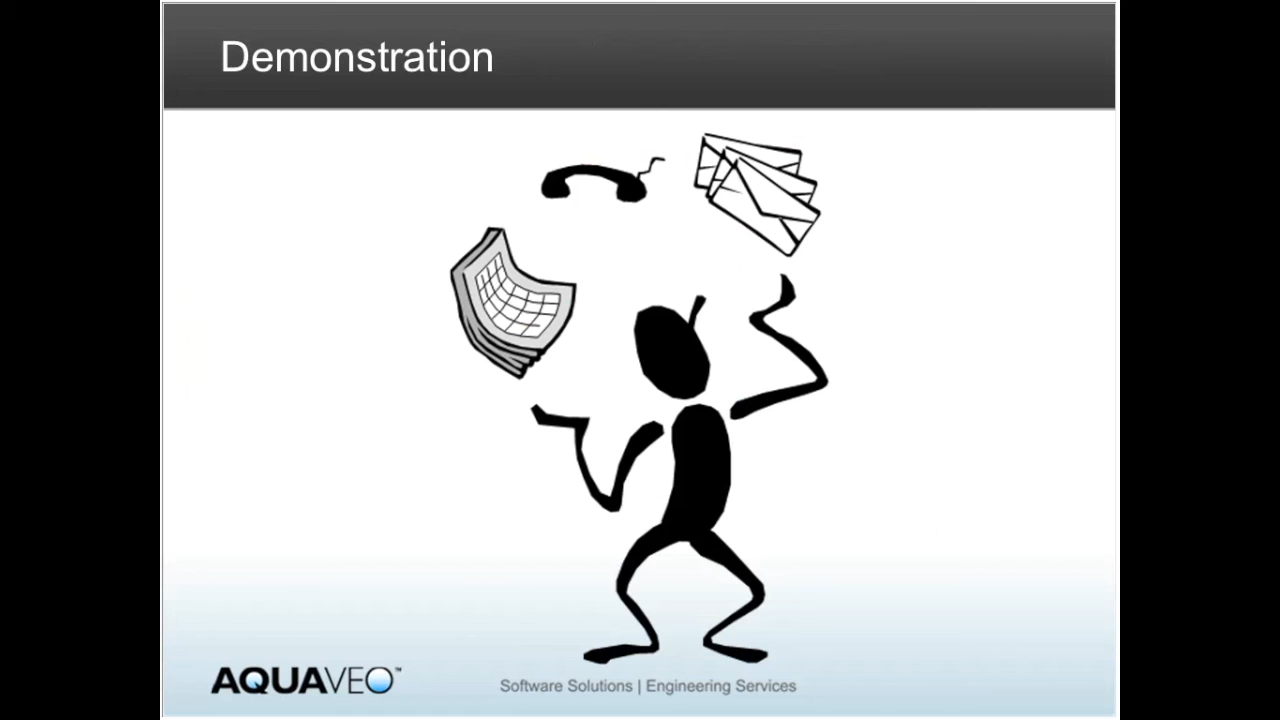 Demonstration
AQUAVEO™
Software Solutions | Engineering Services